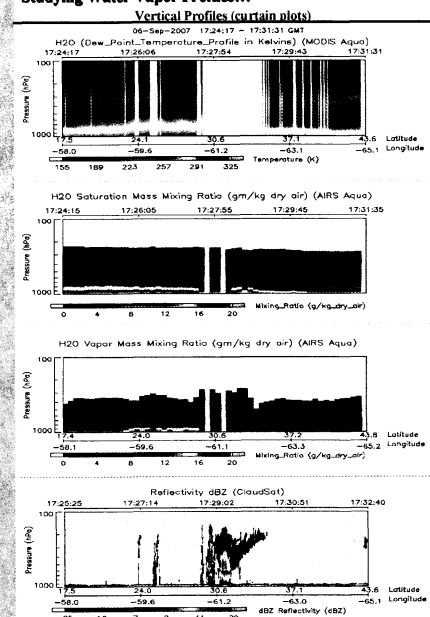 Vertical Profiles (curtain plots)
06-Sep-2007 17:24:17 - 17:31:31 GMT
H2O (Dew_Point_Temperature_Profile in Kelvins) (MODIS Aqua)
17:24:17 17:26:06 17:27:54 17:29:43 17:31:31
100
Pressure (hPa)
1000
17.5 24.1 30.6 37.1 43.6 Latitude
-58.0 -59.6 -61.2 -63.1 -65.1 Longitude
155 189 223 257 291 325 Temperature (K)
H2O Saturation Mass Mixing Ratio (gm/kg dry air) (AIRS Aqua)
17:24:15 17:26:05 17:27:55 17:29:45 17:31:35
100
Pressure (hPa)
1000
0 4 8 12 16 20 Mixing_Ratio (g/kg_dry_air)
H2O Vapor Mass Mixing Ratio (gm/kg dry air) (AIRS Aqua)
100
Pressure (hPa)
1000
17.4 24.0 30.6 37.2 43.8 Latitude
-58.1 -59.6 -61.1 -63.3 -65.2 Longitude
0 4 8 12 16 20 Mixing_Ratio (g/kg_dry_air)
Reflectivity dBZ (CloudSat)
17:25:25 17:27:14 17:29:02 17:30:51 17:32:40
100
Pressure (hPa)
1000
17.5 24.0 30.6 37.1 43.6 Latitude
-58.0 -59.6 -61.2 -63.0 -65.1 Longitude
dBZ Reflectivity (dBZ)